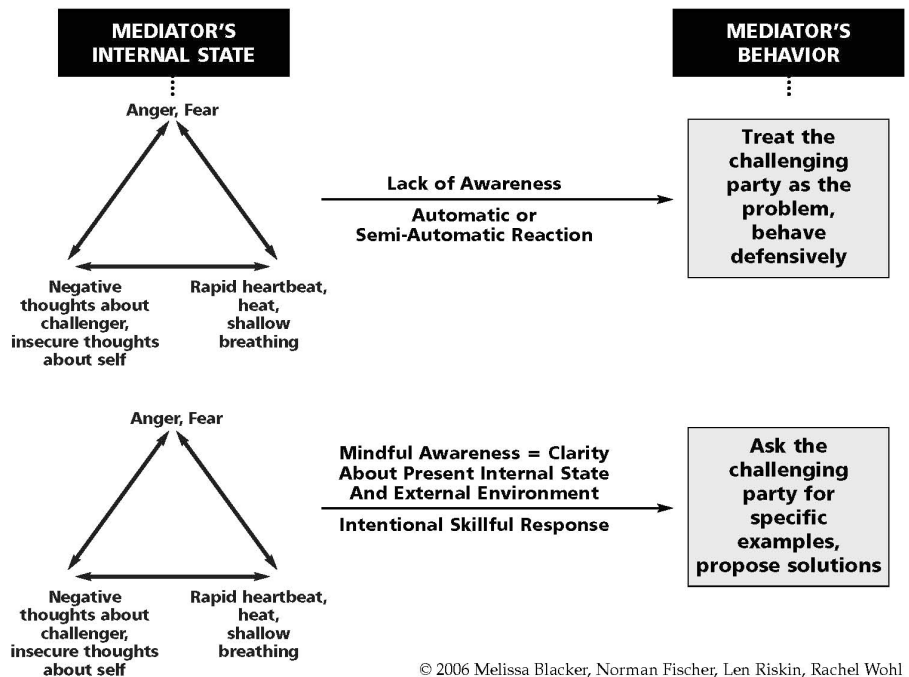 MEDIATOR'S
INTERNAL STATE
MEDIATOR'S
BEHAVIOR
Anger, Fear
Negative
thoughts about
challenger,
insecure thoughts
about self
Rapid heartbeat,
heat,
shallow
breathing
Lack of Awareness
Automatic or
Semi-Automatic Reaction
Treat the
challenging
party as the
problem,
behave
defensively
Anger, Fear
Negative
thoughts about
challenger,
insecure thoughts
about self
Rapid heartbeat,
heat,
shallow
breathing
Mindful Awareness = Clarity
About Present Internal State
And External Environment
Intentional Skillful Response
Ask the
challenging
party for
specific
examples,
propose solutions
© 2006 Melissa Blacker, Norman Fischer, Len Riskin, Rachel Wohl